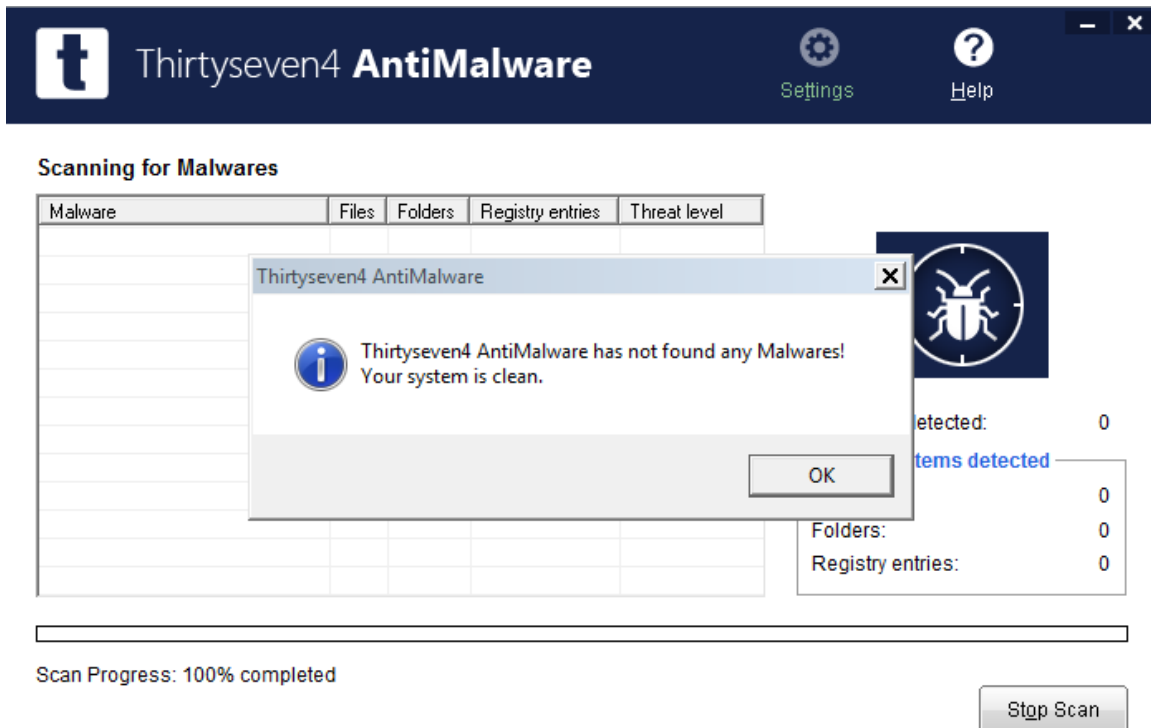 t Thirtyseven4 AntiMalware
Settings
Help
Scanning for Malwares
Malware Files Folders Registry entries Threat level
Thirtyseven4 AntiMalware
Thirtyseven4 AntiMalware has not found any Malwares!
Your system is clean.
OK
detected: 0
tems detected
0
Folders: 0
Registry entries: 0
Scan Progress: 100% completed
Stop Scan